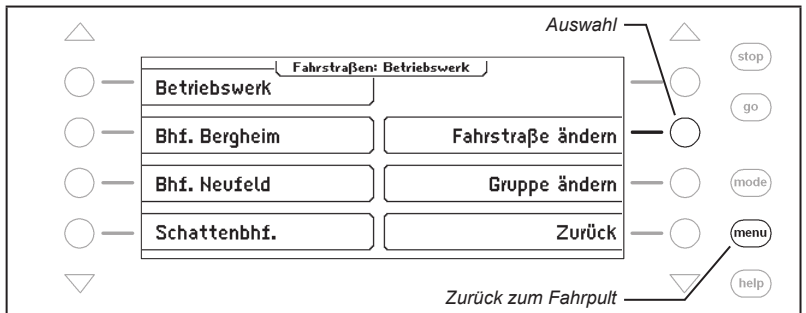 Auswahl
stop
Fahrstraßen: Betriebswerk
Betriebswerk
go
Bhf. Bergheim
Fahrstraße ändern
Bhf. Neufeld
Gruppe ändern
mode
Schattenbhf.
Zurück
menu
help
Zurück zum Fahrpult